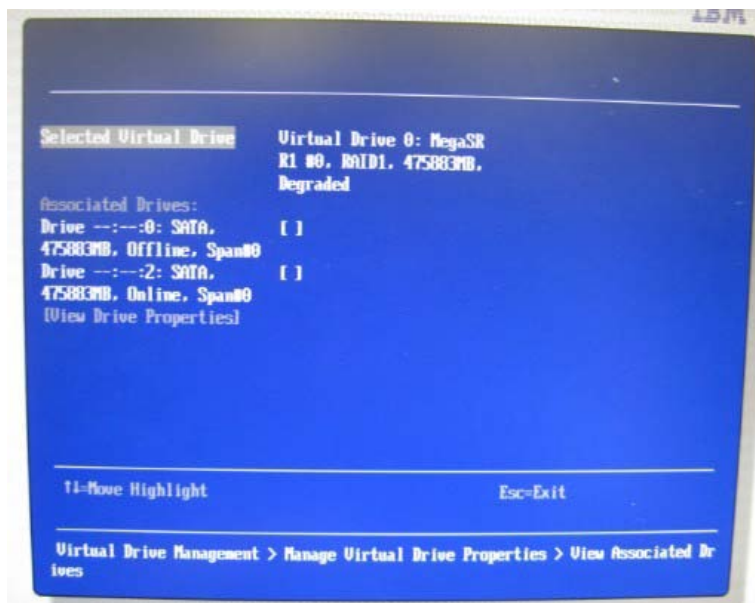 IBM
Selected Virtual Drive
Virtual Drive 0: MegaSR
R1 #0, RAID1, 475883MB,
Degraded
Associated Drives:
Drive --:--:0: SATA, [ ]
475883MB, Offline, Span#0
Drive --:--:2: SATA, [ ]
475883MB, Online, Span#0
[View Drive Properties]
↑↓=Move Highlight
Esc=Exit
Virtual Drive Management > Manage Virtual Drive Properties > View Associated Dr
ives